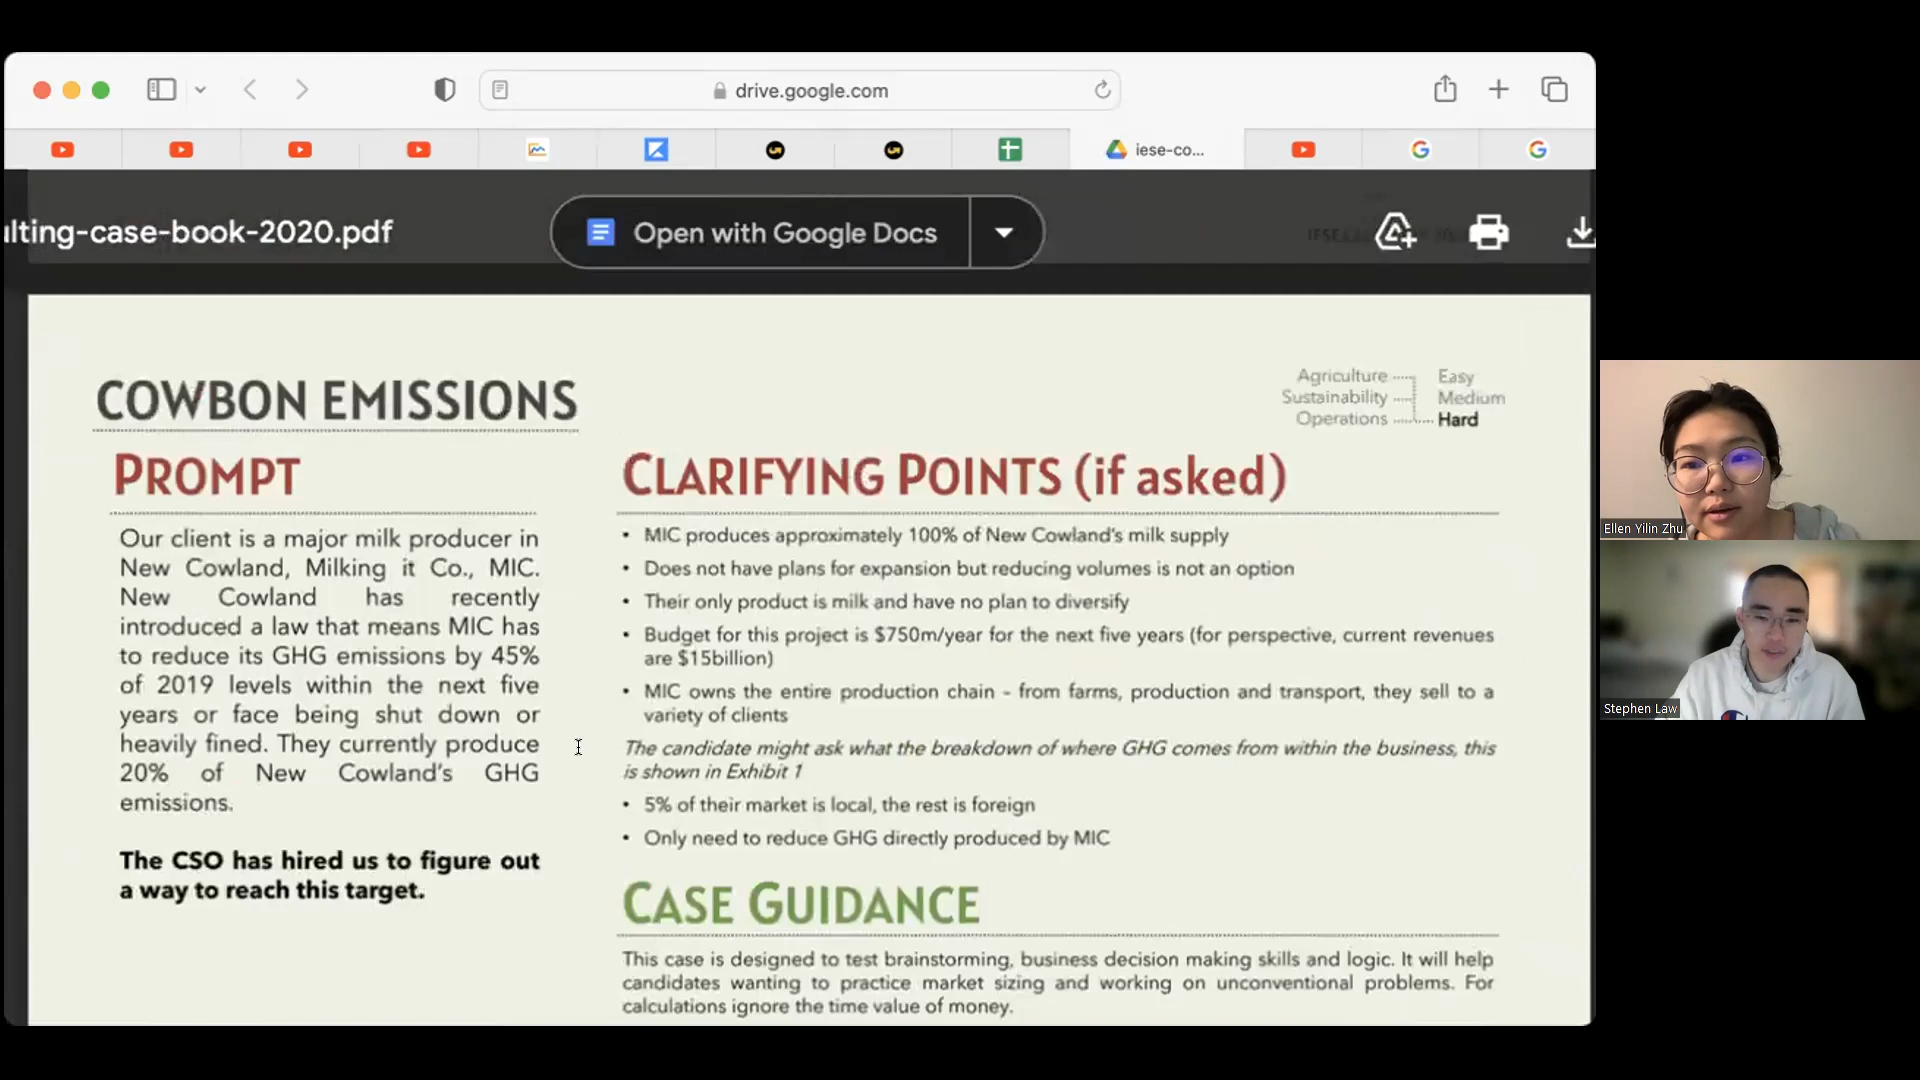 drive.google.com
iese-co...
ulting-case-book-2020.pdf
Open with Google Docs
COWBON EMISSIONS
Agriculture
Sustainability
Operations
Easy
Medium
Hard
PROMPT
Our client is a major milk producer in
New Cowland, Milking it Co., MIC.
New Cowland has recently
introduced a law that means MIC has
to reduce its GHG emissions by 45%
of 2019 levels within the next five
years or face being shut down or
heavily fined. They currently produce
20% of New Cowland's GHG
emissions.
The CSO has hired us to figure out
a way to reach this target.
CLARIFYING POINTS (if asked)
• MIC produces approximately 100% of New Cowland's milk supply
• Does not have plans for expansion but reducing volumes is not an option
• Their only product is milk and have no plan to diversify
• Budget for this project is $750m/year for the next five years (for perspective, current revenues
are $15billion)
• MIC owns the entire production chain - from farms, production and transport, they sell to a
variety of clients
The candidate might ask what the breakdown of where GHG comes from within the business, this
is shown in Exhibit 1
• 5% of their market is local, the rest is foreign
• Only need to reduce GHG directly produced by MIC
CASE GUIDANCE
This case is designed to test brainstorming, business decision making skills and logic. It will help
candidates wanting to practice market sizing and working on unconventional problems. For
calculations ignore the time value of money.
Ellen Yilin Zhu
Stephen Law